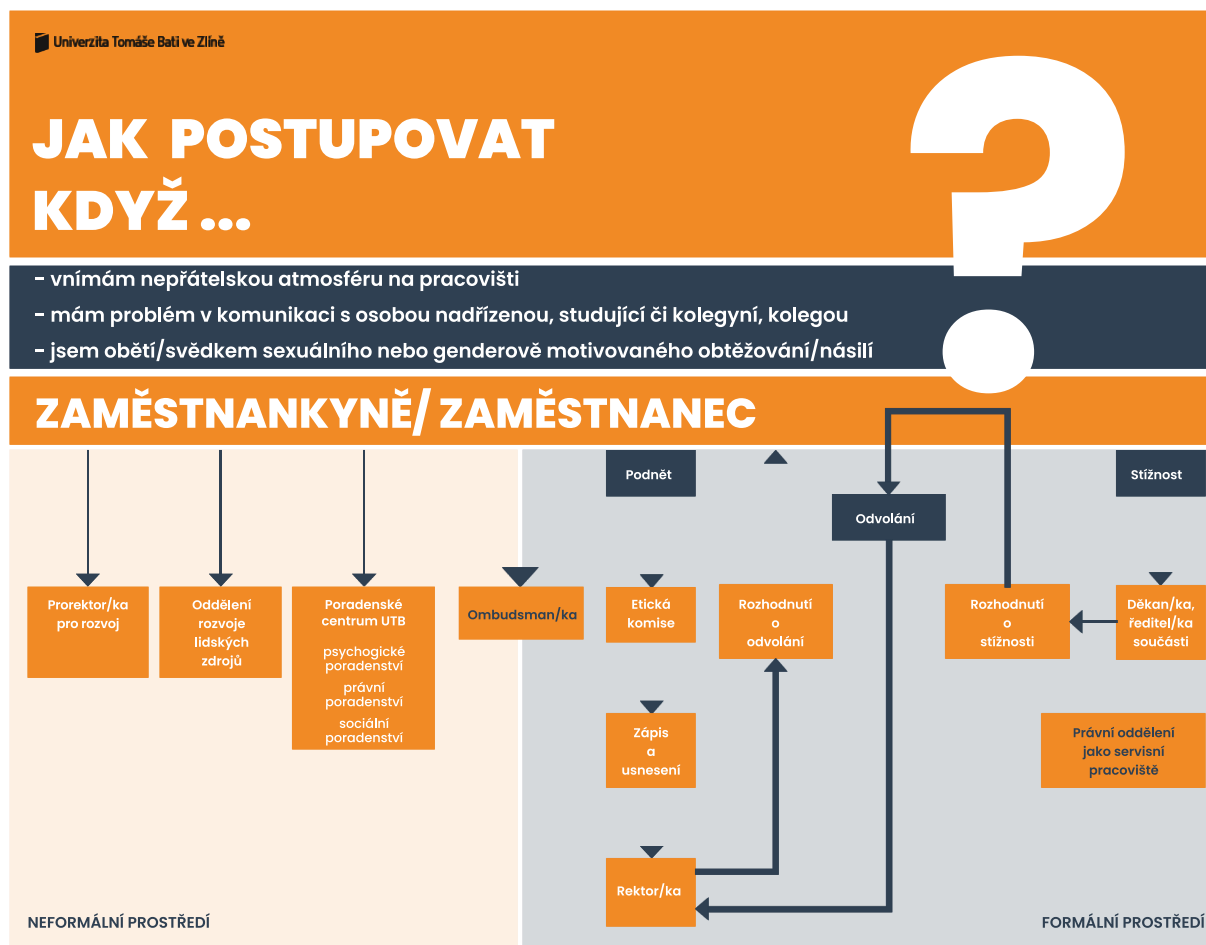 Univerzita Tomáše Bati ve Zlíně
JAK POSTUPOVAT
KDYŽ ...
?
- vnímám nepřátelskou atmosféru na pracovišti
- mám problém v komunikaci s osobou nadřízenou, studující či kolegyní, kolegou
- jsem obětí/svědkem sexuálního nebo genderově motivovaného obtěžování/násilí
ZAMĚSTNANKYNĚ/ ZAMĚSTNANEC
Podnět
Stížnost
Odvolání
Prorektor/ka
pro rozvoj
Oddělení
rozvoje
lidských
zdrojů
Poradenské
centrum UTB
psychogické
poradenství
právní
poradenství
sociální
poradenství
Ombudsman/ka
Etická
komise
Rozhodnutí
o
odvolání
Rozhodnutí
o
stížnosti
Děkan/ka,
ředitel/ka
součásti
Zápis
a
usnesení
Právní oddělení
jako servisní
pracoviště
Rektor/ka
NEFORMÁLNÍ PROSTŘEDÍ
FORMÁLNÍ PROSTŘEDÍ